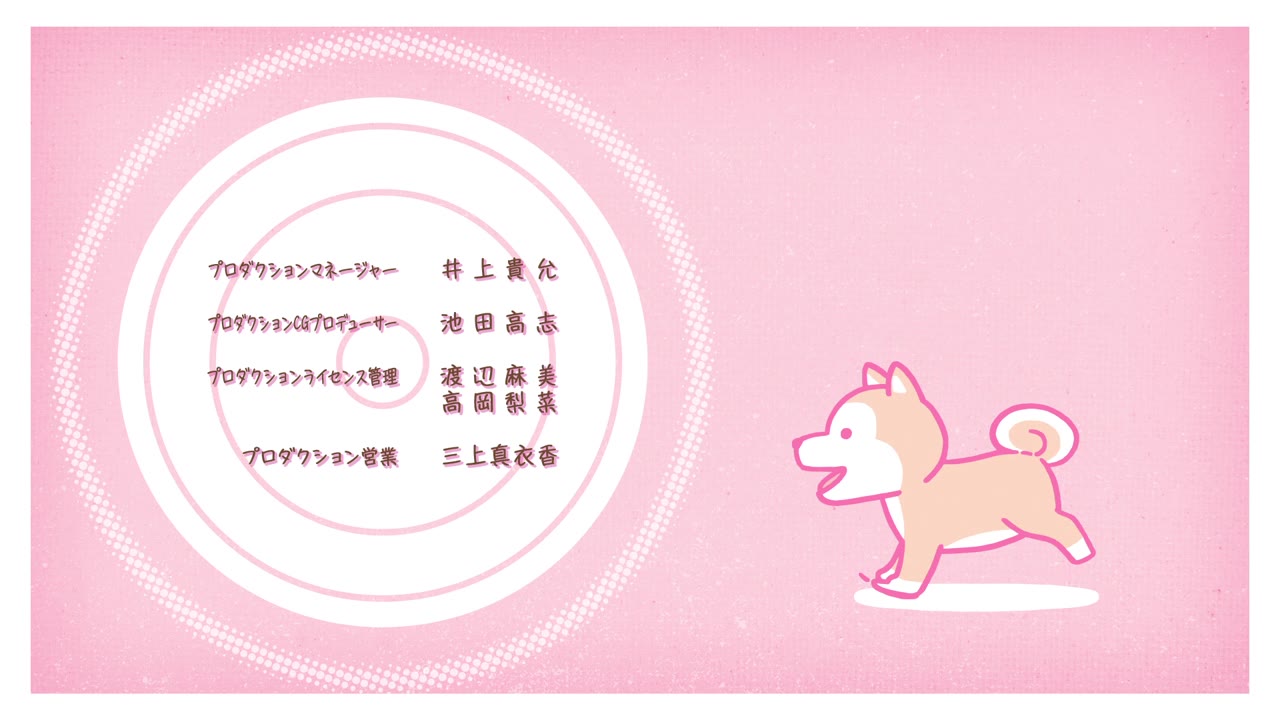 プロダクションマネージャー 井上貴允
プロダクションCGプロデューサー 池田高志
プロダクションライセンス管理 渡辺麻美
高岡梨菜
プロダクション営業 三上真衣香